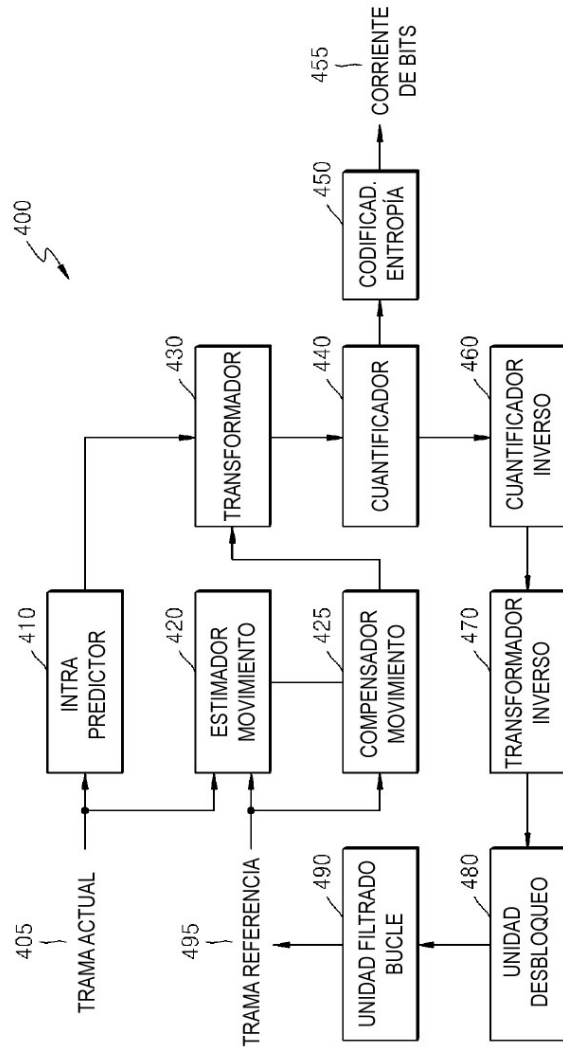 400
405
TRAMA ACTUAL
410
INTRA
PREDICTOR
495
TRAMA REFERENCIA
420
ESTIMADOR
MOVIMIENTO
425
COMPENSADOR
MOVIMIENTO
430
TRANSFORMADOR
440
CUANTIFICADOR
450
CODIFICAD.
ENTROPÍA
455
CORRIENTE
DE BITS
460
CUANTIFICADOR
INVERSO
470
TRANSFORMADOR
INVERSO
480
UNIDAD
DESBLOQUEO
490
UNIDAD FILTRADO
BUCLE